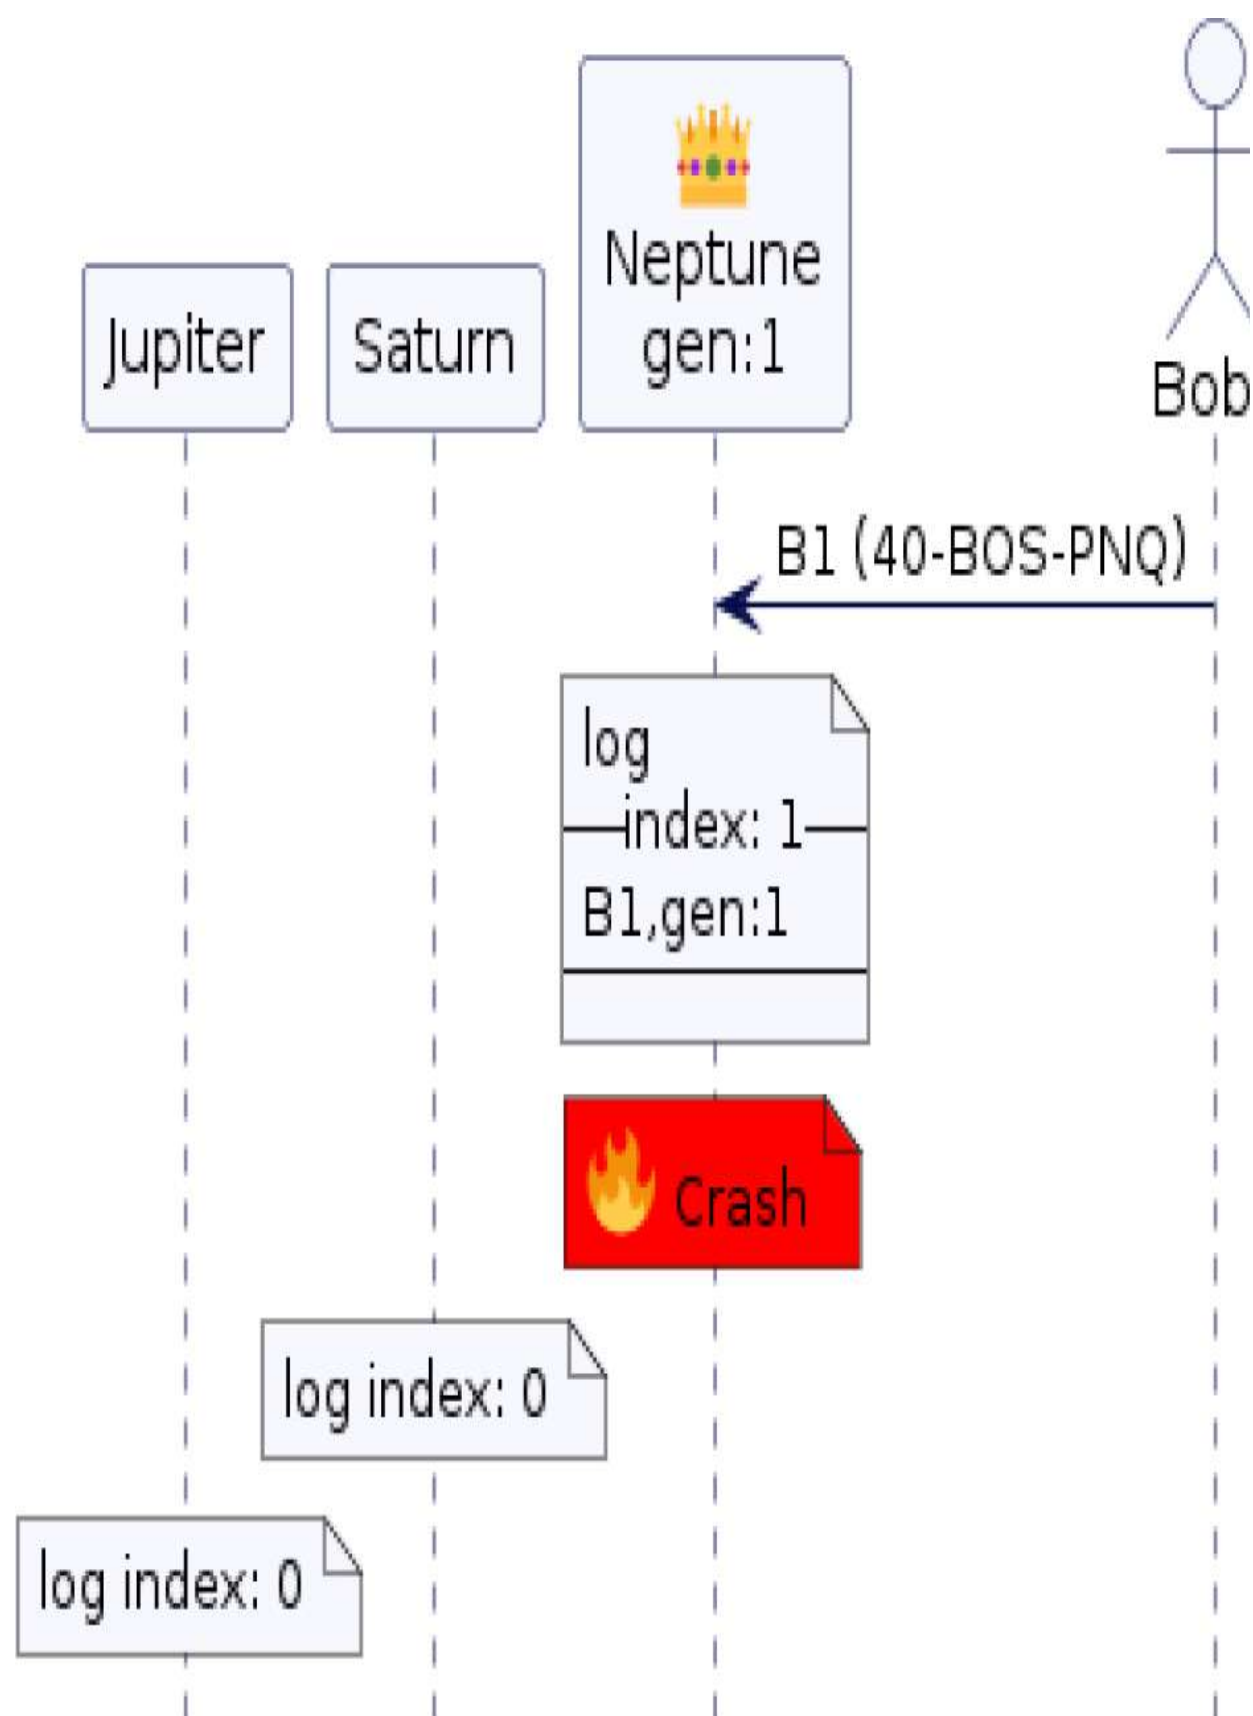 Neptune
gen:1
Jupiter
Saturn
Bob
B1 (40-BOS-PNQ)
log
index: 1
B1,gen:1
Crash
log index: 0
log index: 0